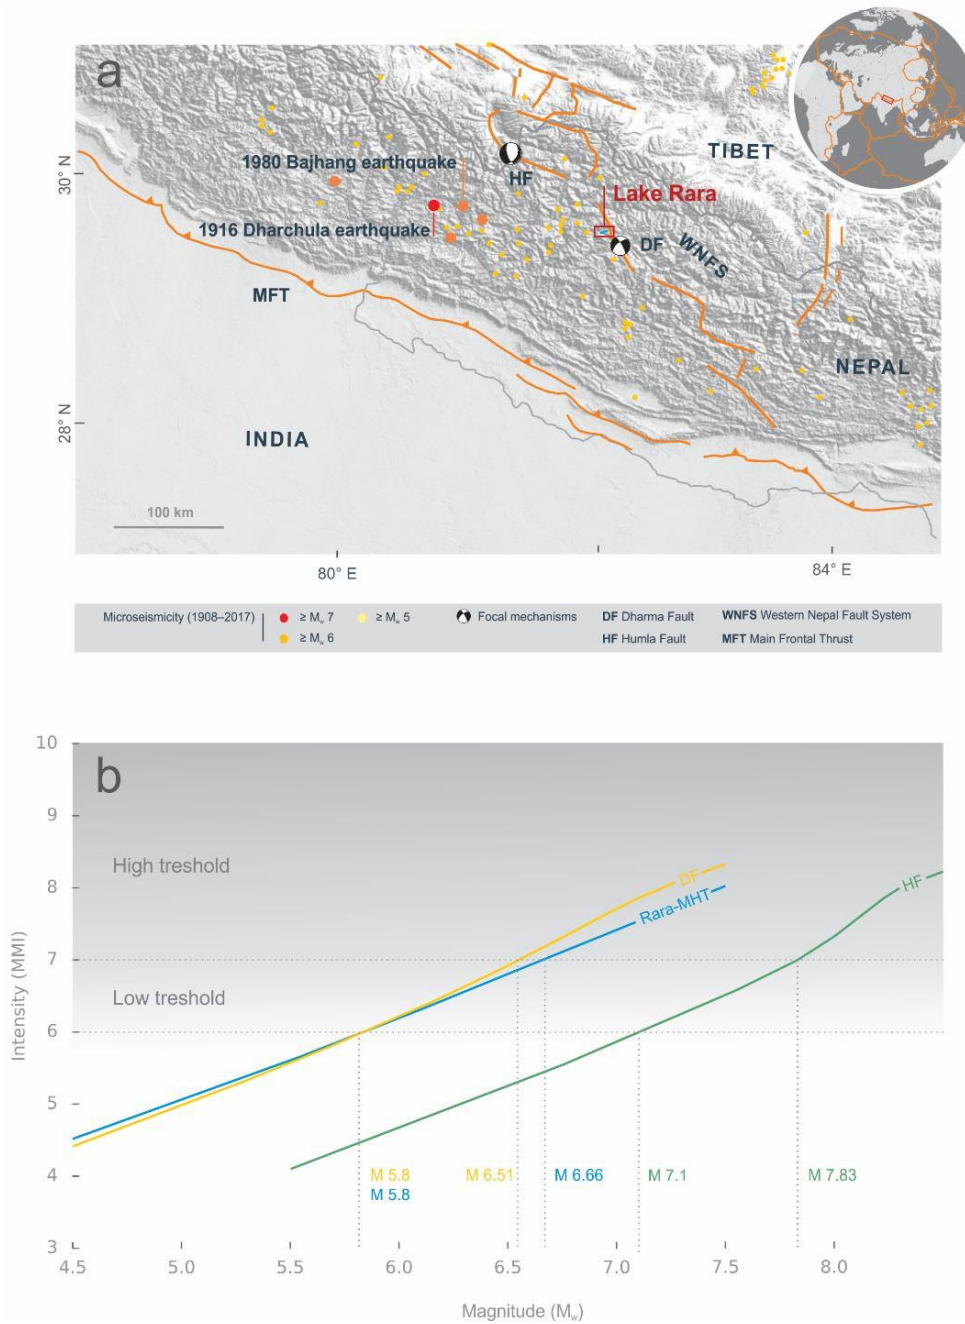 a
TIBET
30° N
1980 Bajhang earthquake
HF
Lake Rara
1916 Dharchula earthquake
DF
WNFS
MFT
NEPAL
28° N
INDIA
100 km
80° E
84° E
Microseismicity (1908–2017)
≥ Mw 7
≥ Mw 5
≥ Mw 6
Focal mechanisms
DF Dharma Fault
HF Humla Fault
WNFS Western Nepal Fault System
MFT Main Frontal Thrust
b
10
9
8
7
6
5
4
3
Intensity (MMI)
High treshold
Low treshold
DF
Rara-MHT
HF
M 5.8
M 5.8
M 6.51
M 6.66
M 7.1
M 7.83
4.5
5.0
5.5
6.0
6.5
7.0
7.5
8.0
Magnitude (Mw)